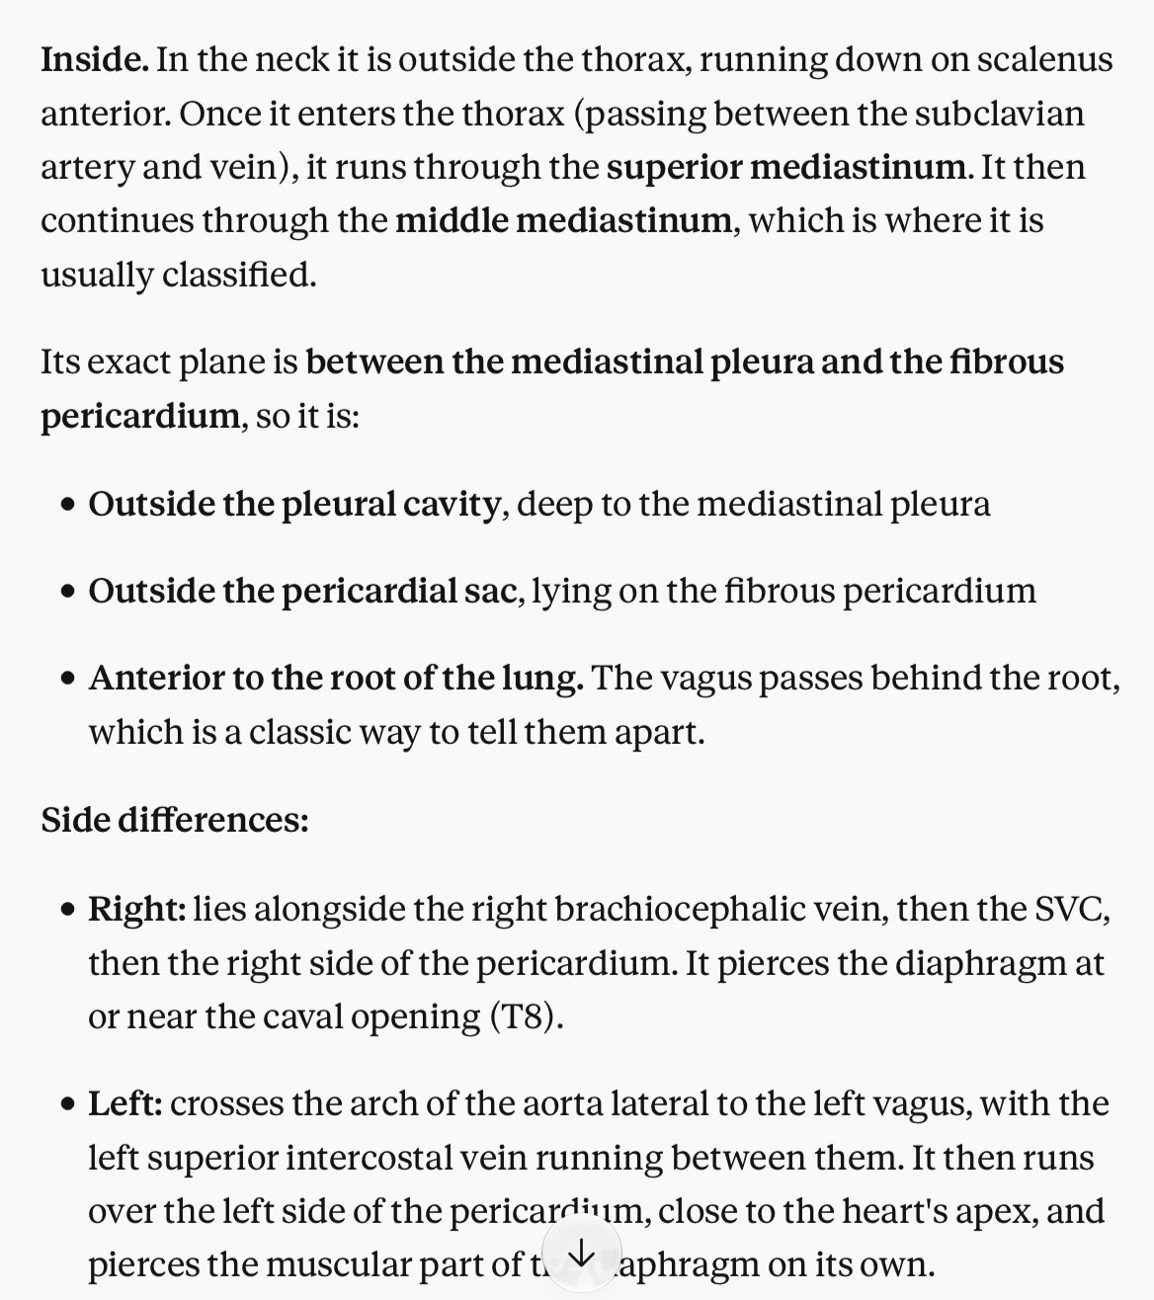 Inside. In the neck it is outside the thorax, running down on scalenus
anterior. Once it enters the thorax (passing between the subclavian
artery and vein), it runs through the superior mediastinum. It then
continues through the middle mediastinum, which is where it is
usually classified.
Its exact plane is between the mediastinal pleura and the fibrous
pericardium, so it is:
• Outside the pleural cavity, deep to the mediastinal pleura
• Outside the pericardial sac, lying on the fibrous pericardium
• Anterior to the root of the lung. The vagus passes behind the root,
which is a classic way to tell them apart.
Side differences:
• Right: lies alongside the right brachiocephalic vein, then the SVC,
then the right side of the pericardium. It pierces the diaphragm at
or near the caval opening (T8).
• Left: crosses the arch of the aorta lateral to the left vagus, with the
left superior intercostal vein running between them. It then runs
over the left side of the pericardium, close to the heart's apex, and
pierces the muscular part of on its own.